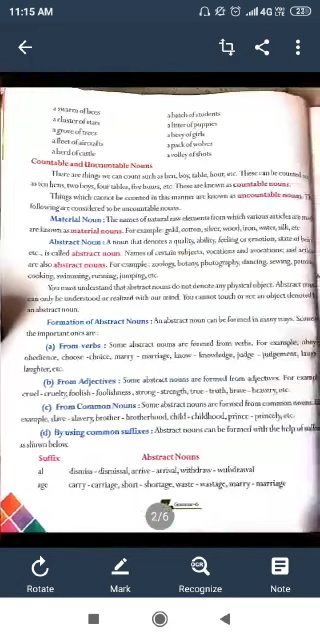 11:15 AM
4G
22
a swarm of bees
a batch of students
a cluster of stars
a litter of puppies
a grove of trees
a bevy of girls
a fleet of aircrafts
a pack of wolves
a herd of cattle
a volley of shots
Countable and Uncountable Nouns
There are things we can count such as hen, boy, table, hour, etc. These can be counted
as ten hens, two boys, four tables, five hours, etc. These are known as countable nouns.
Things which cannot be counted in this manner are known as uncountable noun.
following are considered to be uncountable nouns.
Material Noun : The names of natural raw elements from which various articles are
are known as material nouns. For example: gold, cotton, silver, wood, iron, water, silk, etc
Abstract Noun : A noun that denotes a quality, ability, feeling or emotion, state of
etc., is called abstract noun. Names of certain subjects, vocations and avocations, and
are also abstract nouns. For example: zoology, botany, photography, dancing, sewing,
cooking, swimming, running, jumping, etc.
You must understand that abstract nouns do not denote any physical object. Abstract
can only be understood or realized with our mind. You cannot touch or see an object denoted
an abstract noun.
Formation of Abstract Nouns : An abstract noun can be formed in many ways. Some
the important ones are :
(a) From verbs : Some abstract nouns are formed from verbs. For example, obey
obedience, choose -choice, marry - marriage, know - knowledge, judge - judgement,
laughter, etc.
(b) From Adjectives : Some abstract nouns are formed from adjectives. For
cruel - cruelty, foolish - foolishness, strong - strength, true - truth, brave - bravery, etc.
(c) From Common Nouns : Some abstract nouns are formed from common nouns.
example, slave - slavery, brother - brotherhood, child - childhood, prince - princely, etc.
(d) By using common suffixes : Abstract nouns can be formed with the help of
as shown below.
Suffix Abstract Nouns
al dismiss - dismissal, arrive - arrival, withdraw - withdrawal
age carry - carriage, short - shortage, waste - wastage, marry - marriage
Grammar-6
2/6
Rotate
Mark
OCR
Recognize
Note